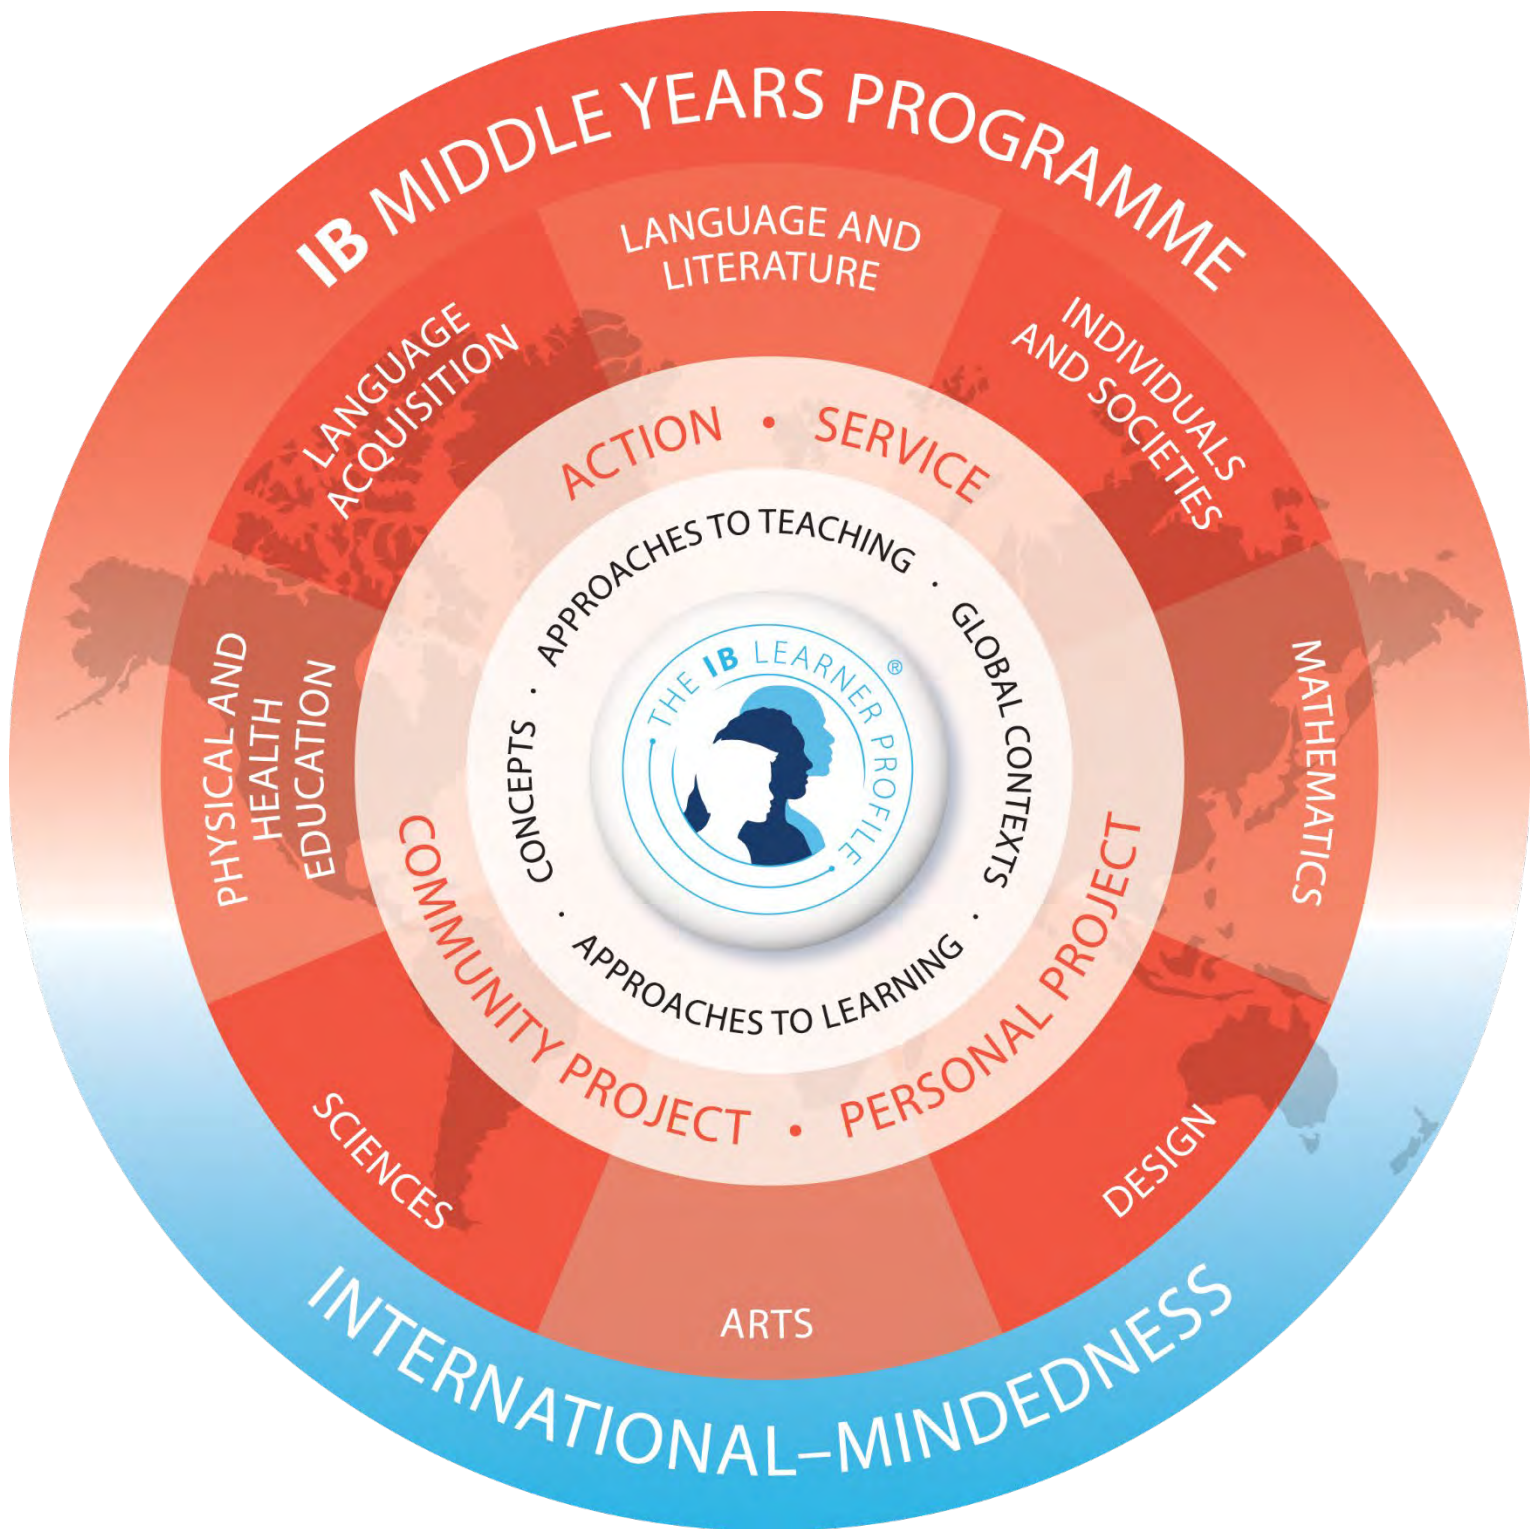 IB MIDDLE YEARS PROGRAMME
LANGUAGE AND
LITERATURE
INDIVIDUALS
AND SOCIETIES
MATHEMATICS
DESIGN
ARTS
SCIENCES
PHYSICAL AND
HEALTH
EDUCATION
LANGUAGE
ACQUISITION
ACTION • SERVICE
PERSONAL PROJECT
•
COMMUNITY PROJECT
APPROACHES TO TEACHING ·
GLOBAL CONTEXTS ·
APPROACHES TO LEARNING ·
CONCEPTS ·
THE IB LEARNER PROFILE ®
INTERNATIONAL–MINDEDNESS